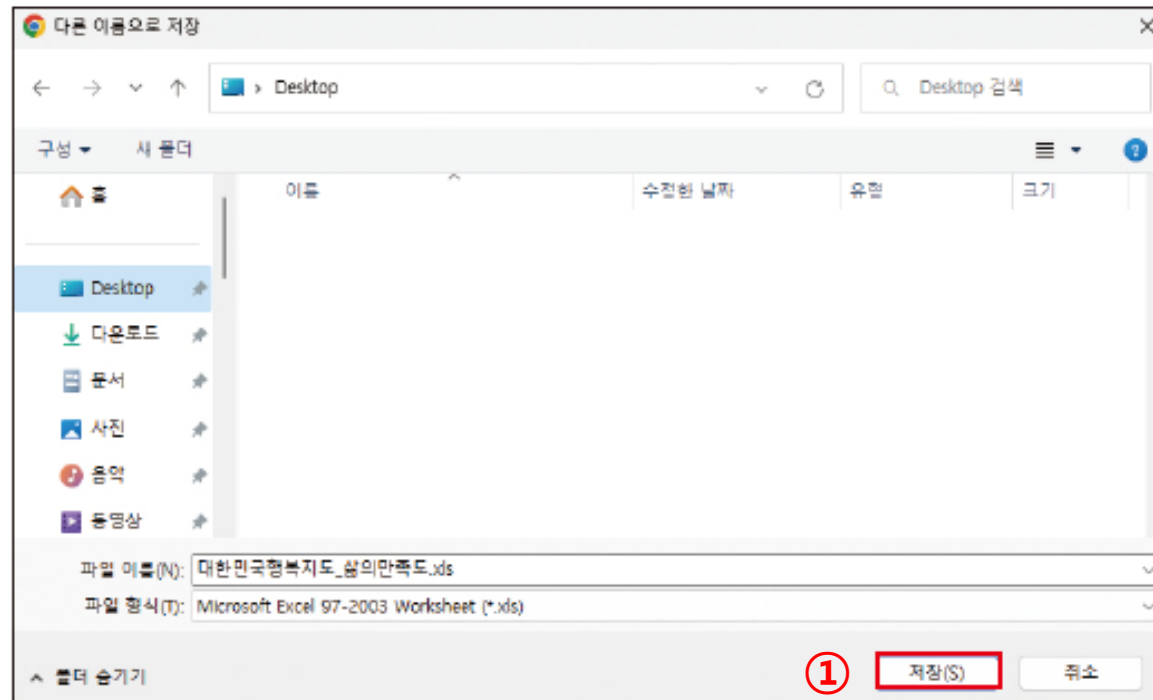 다른 이름으로 저장
Desktop
Desktop 검색
구성
새 폴더
이름 수정한 날짜 유형 크기
홈
Desktop
다운로드
문서
사진
음악
동영상
파일 이름(N): 대한민국행복지도_삶의만족도.xls
파일 형식(T): Microsoft Excel 97-2003 Worksheet (*.xls)
폴더 숨기기
① 저장(S) 취소